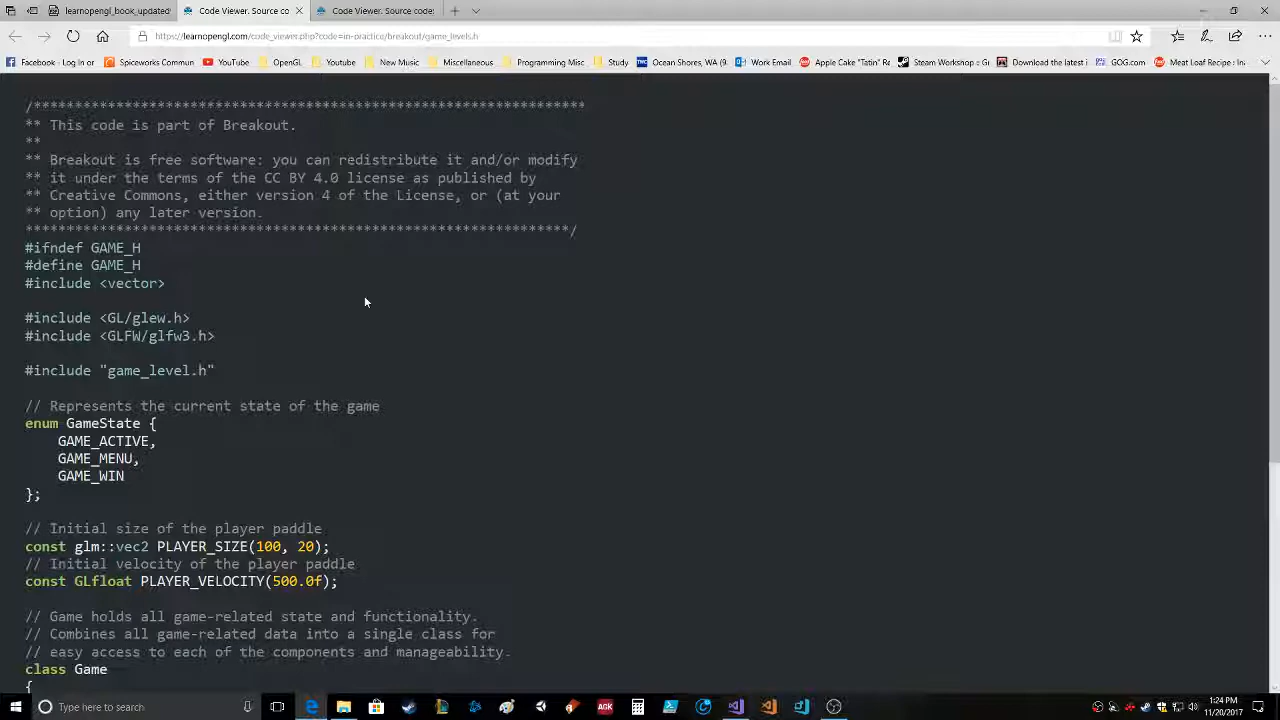 learnopengl_book_updated
Code Viewer. Source co
Code Viewer. Source code:
https://learnopengl.com/code_viewer.php?code=in-practice/breakout/game_levels.h
Facebook - Log In or
Spiceworks Commun
YouTube
OpenGL
Youtube
New Music
Miscellaneous
Programming Misc
Study
TWC
Ocean Shores, WA (9.
Work Email
Apple Cake "Tatin" Re
Steam Workshop :: Gi
Download the latest i
GOG.com
Meat Loaf Recipe : In
/*******************************************************************
** This code is part of Breakout.
**
** Breakout is free software: you can redistribute it and/or modify
** it under the terms of the CC BY 4.0 license as published by
** Creative Commons, either version 4 of the License, or (at your
** option) any later version.
******************************************************************/
#ifndef GAME_H
#define GAME_H
#include <vector>
#include <GL/glew.h>
#include <GLFW/glfw3.h>
#include "game_level.h"
// Represents the current state of the game
enum GameState {
GAME_ACTIVE,
GAME_MENU,
GAME_WIN
};
// Initial size of the player paddle
const glm::vec2 PLAYER_SIZE(100, 20);
// Initial velocity of the player paddle
const GLfloat PLAYER_VELOCITY(500.0f);
// Game holds all game-related state and functionality.
// Combines all game-related data into a single class for
// easy access to each of the components and manageability.
class Game
{
Type here to search
AGK
1:24 PM
11/20/2017